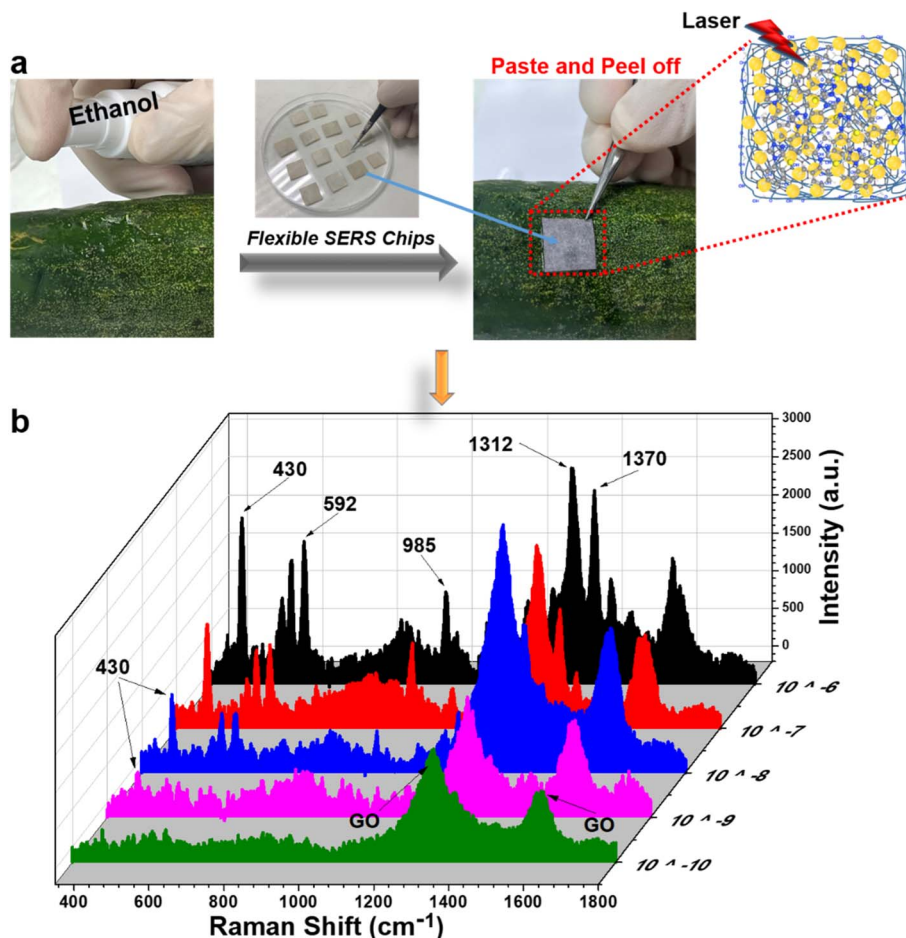 Laser
a
Ethanol
Paste and Peel off
Flexible SERS Chips
b
430
592
985
1312
1370
430
GO
GO
3000
2500
2000
1500
1000
500
0
Intensity (a.u.)
10 ^ -6
10 ^ -7
10 ^ -8
10 ^ -9
10 ^ -10
400 600 800 1000 1200 1400 1600 1800
Raman Shift (cm⁻¹)